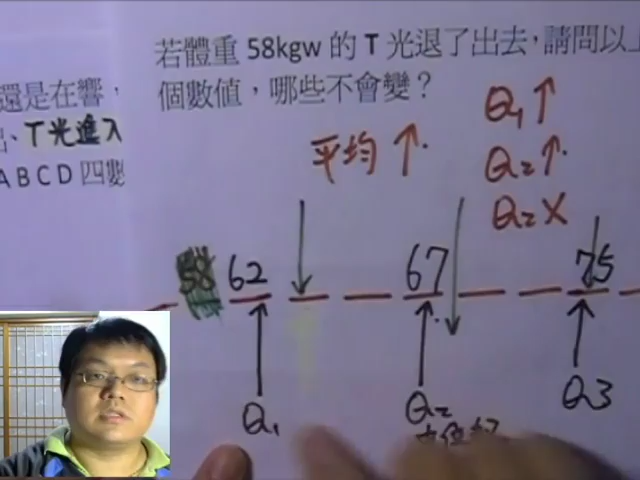 若體重 58kgw 的 T 光退了出去，請問以上
個數值，哪些不會變？
還是在響，
T光進入
A B C D 四數
平均↑
Q1↑
Q2↑
Q2 X
58 62 67 75
Q1 Q2 Q3